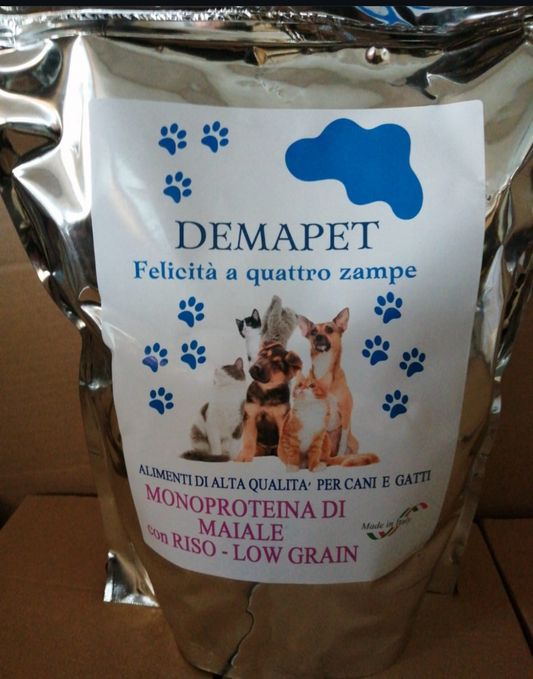 DEMAPET
Felicità a quattro zampe
ALIMENTI DI ALTA QUALITA' PER CANI E GATTI
MONOPROTEINA DI
MAIALE
con RISO - LOW GRAIN
Made in Italy